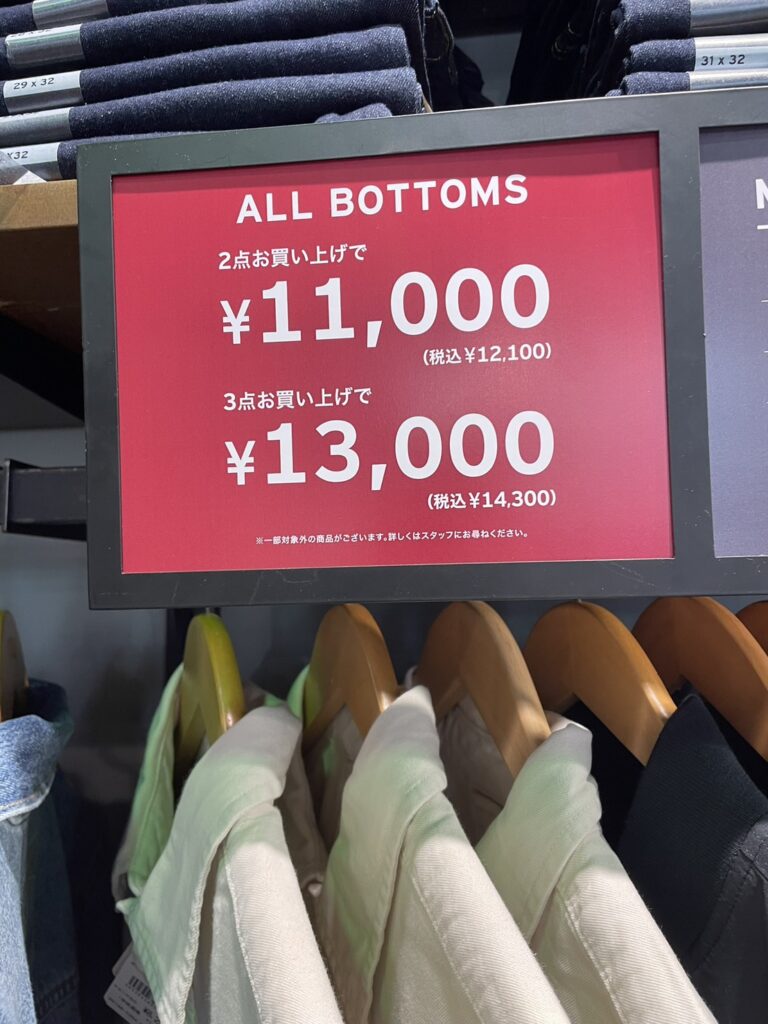 29 x 32
X32
31 x 32
ALL BOTTOMS
2点お買い上げで
¥11,000
(税込¥12,100)
3点お買い上げで
¥13,000
(税込¥14,300)
※一部対象外の商品がございます。詳しくはスタッフにお尋ねください。